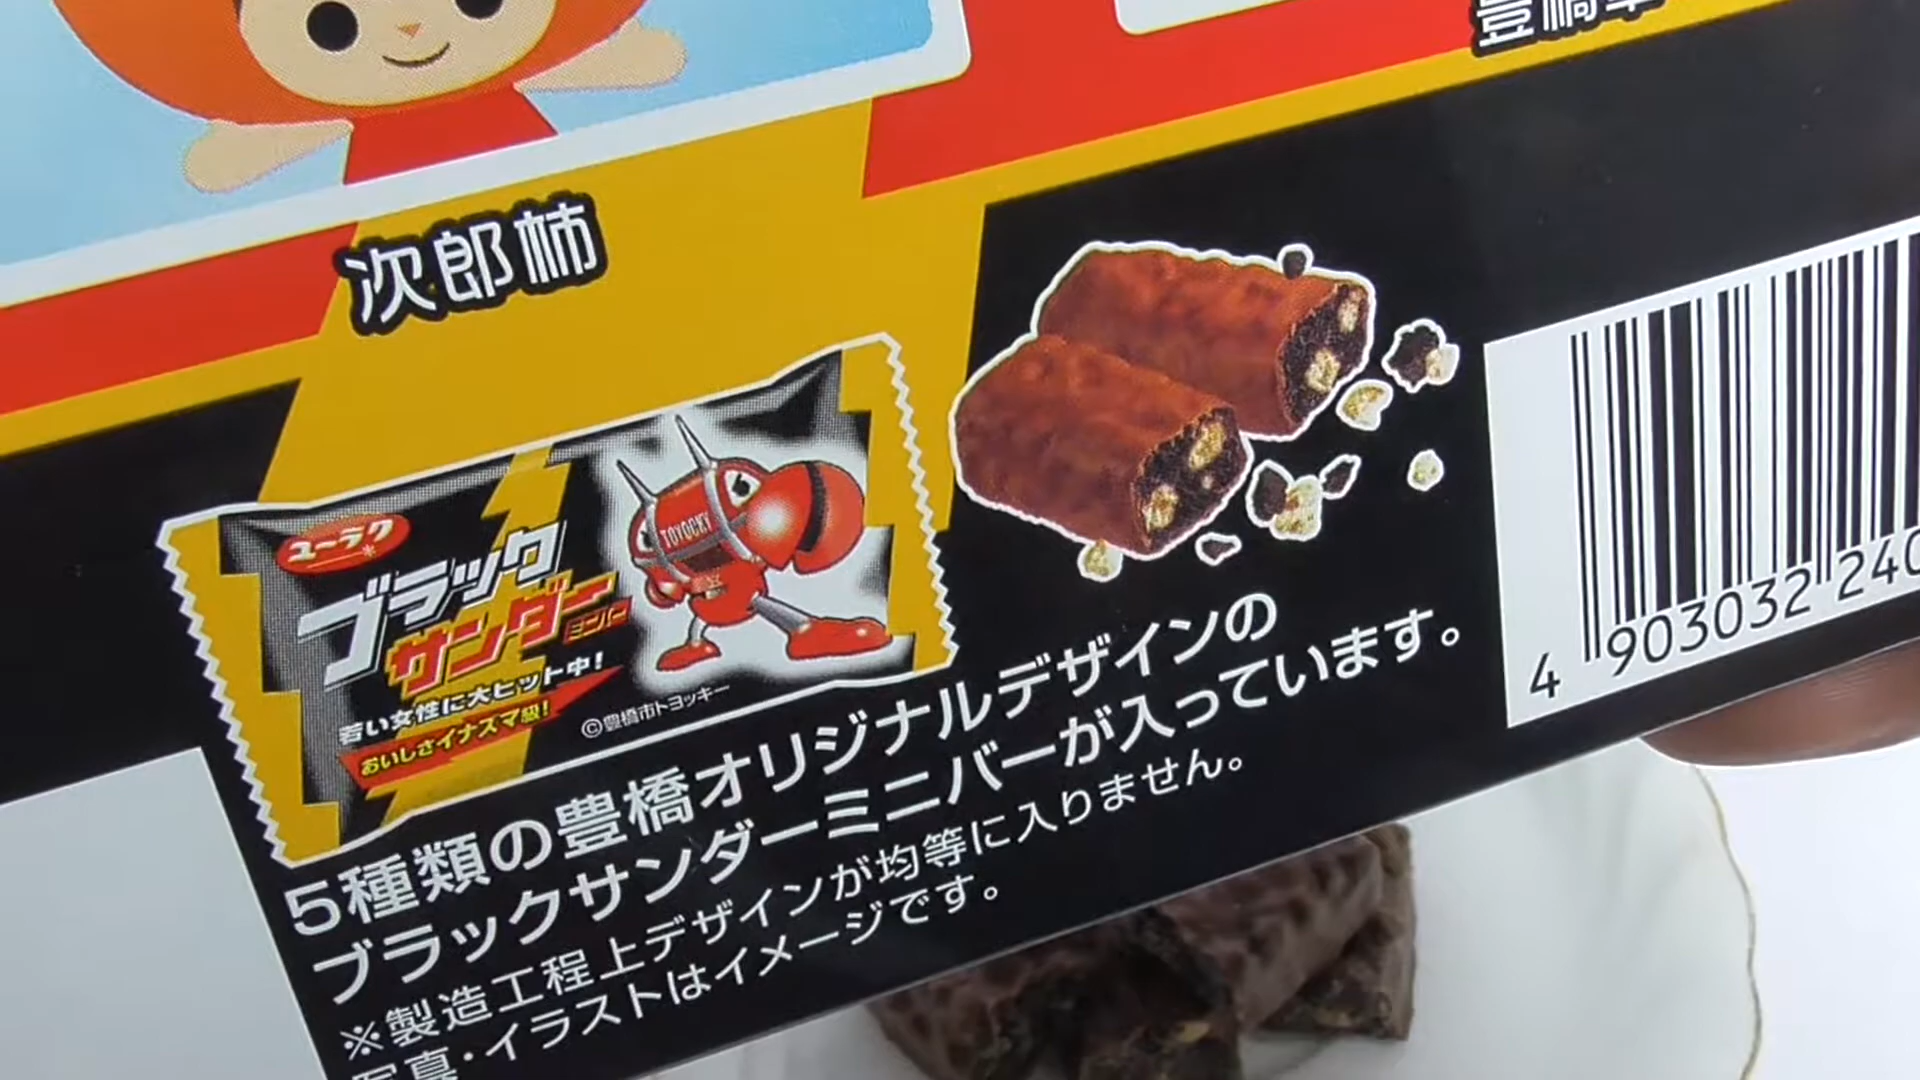 豊橋
次郎柿
ユーラク
ブラック
サンダー
ミニバー
TOYOCKY
若い女性に大ヒット中!
おいしさイナズマ級!
©豊橋市トヨッキー
5種類の豊橋オリジナルデザインの
ブラックサンダーミニバーが入っています。
※製造工程上デザインが均等に入りません。
写真・イラストはイメージです。
4 903032 240